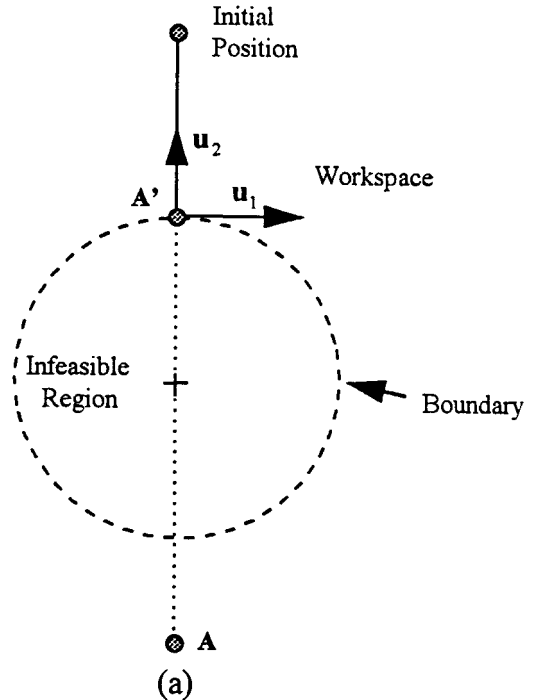 Initial
Position
u₂
Workspace
A'
u₁
Infeasible
Region
Boundary
A
(a)